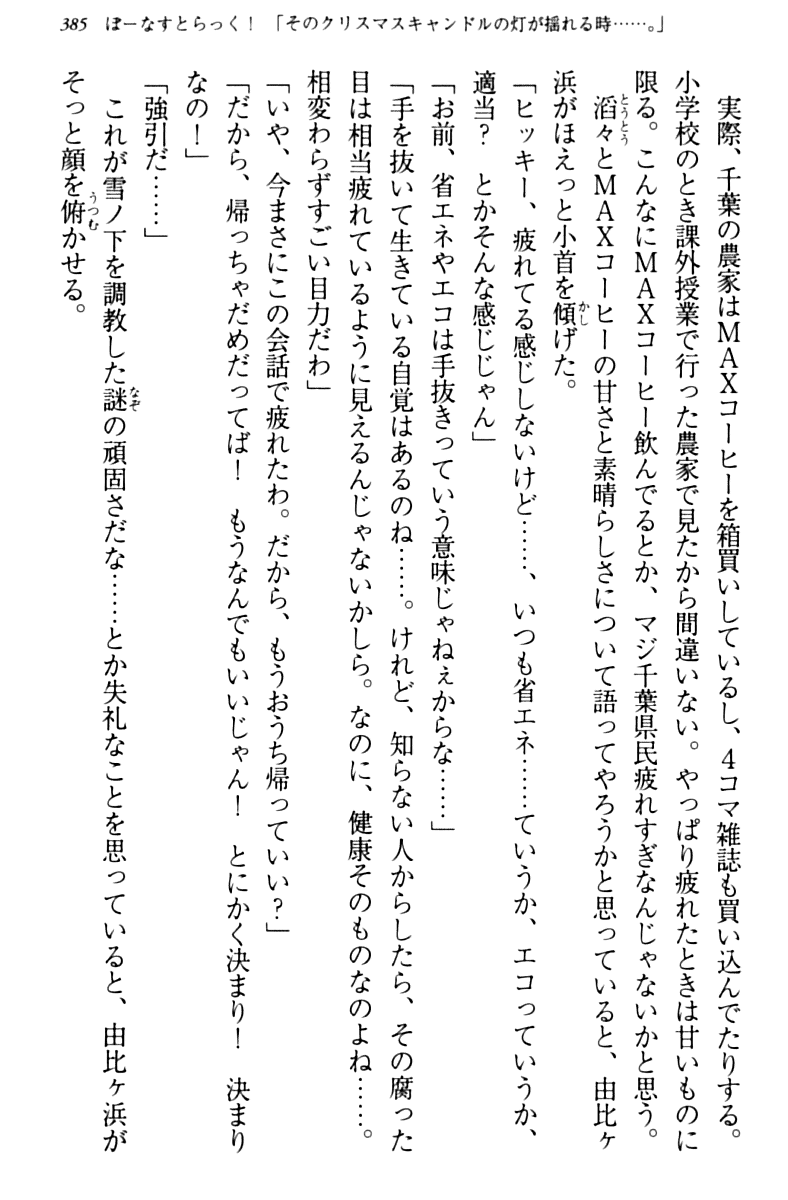 385 ぼーなすとらっく！ 「そのクリスマスキャンドルの灯が揺れる時……。」
　実際、千葉の農家はMAXコーヒーを箱買いしているし、4コマ雑誌も買い込んでたりする。
小学校のとき課外授業で行った農家で見たから間違いない。やっぱり疲れたときは甘いものに
限る。こんなにMAXコーヒー飲んでるとか、マジ千葉県民疲れすぎなんじゃないかと思う。
　滔々とMAXコーヒーの甘さと素晴らしさについて語ってやろうかと思っていると、由比ヶ
浜がほえっと小首を傾げた。
「ヒッキー、疲れてる感じしないけど……、いつも省エネ……ていうか、エコっていうか、
適当？　とかそんな感じじゃん」
「お前、省エネやエコは手抜きっていう意味じゃねぇからな……」
「手を抜いて生きている自覚はあるのね……。けれど、知らない人からしたら、その腐った
目は相当疲れているように見えるんじゃないかしら。なのに、健康そのものなのよね……。
相変わらずすごい目力だわ」
「いや、今まさにこの会話で疲れたわ。だから、もうおうち帰っていい？」
「だから、帰っちゃだめだってば！　もうなんでもいいじゃん！　とにかく決まり！　決まり
なの！」
「強引だ……」
　これが雪ノ下を調教した謎の頑固さだな……とか失礼なことを思っていると、由比ヶ浜が
そっと顔を俯かせる。